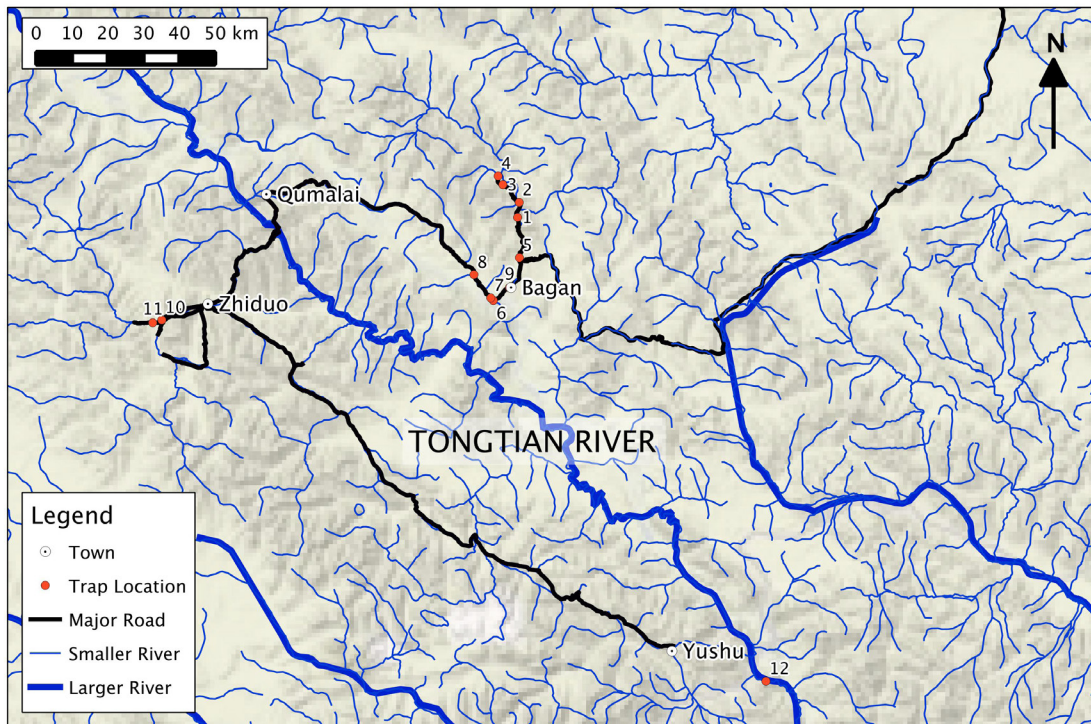 0 10 20 30 40 50 km
N
4
3
2
Qumalai
1
5
8
9
7
Bagan
6
Zhiduo
11 10
TONGTIAN RIVER
Legend
Town
Trap Location
Major Road
Smaller River
Larger River
Yushu
12